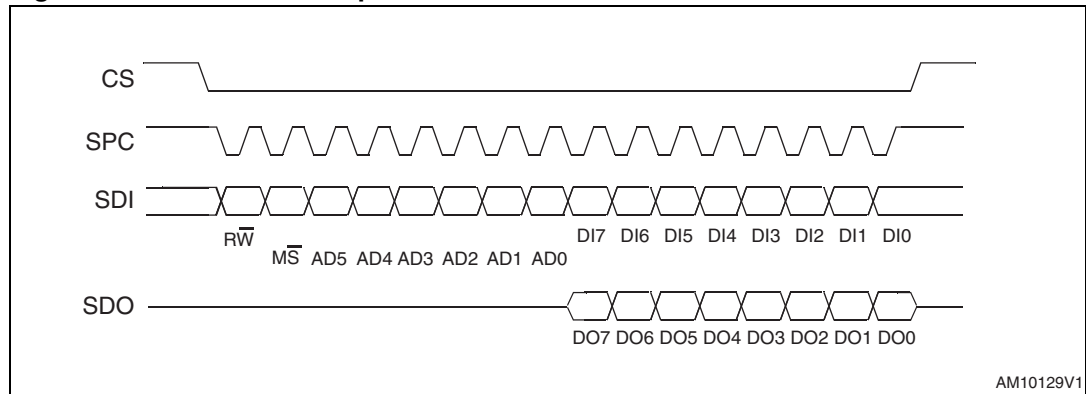 CS
SPC
SDI
RW̅
DI7 DI6 DI5 DI4 DI3 DI2 DI1 DI0
MS̅ AD5 AD4 AD3 AD2 AD1 AD0
SDO
DO7 DO6 DO5 DO4 DO3 DO2 DO1 DO0
AM10129V1